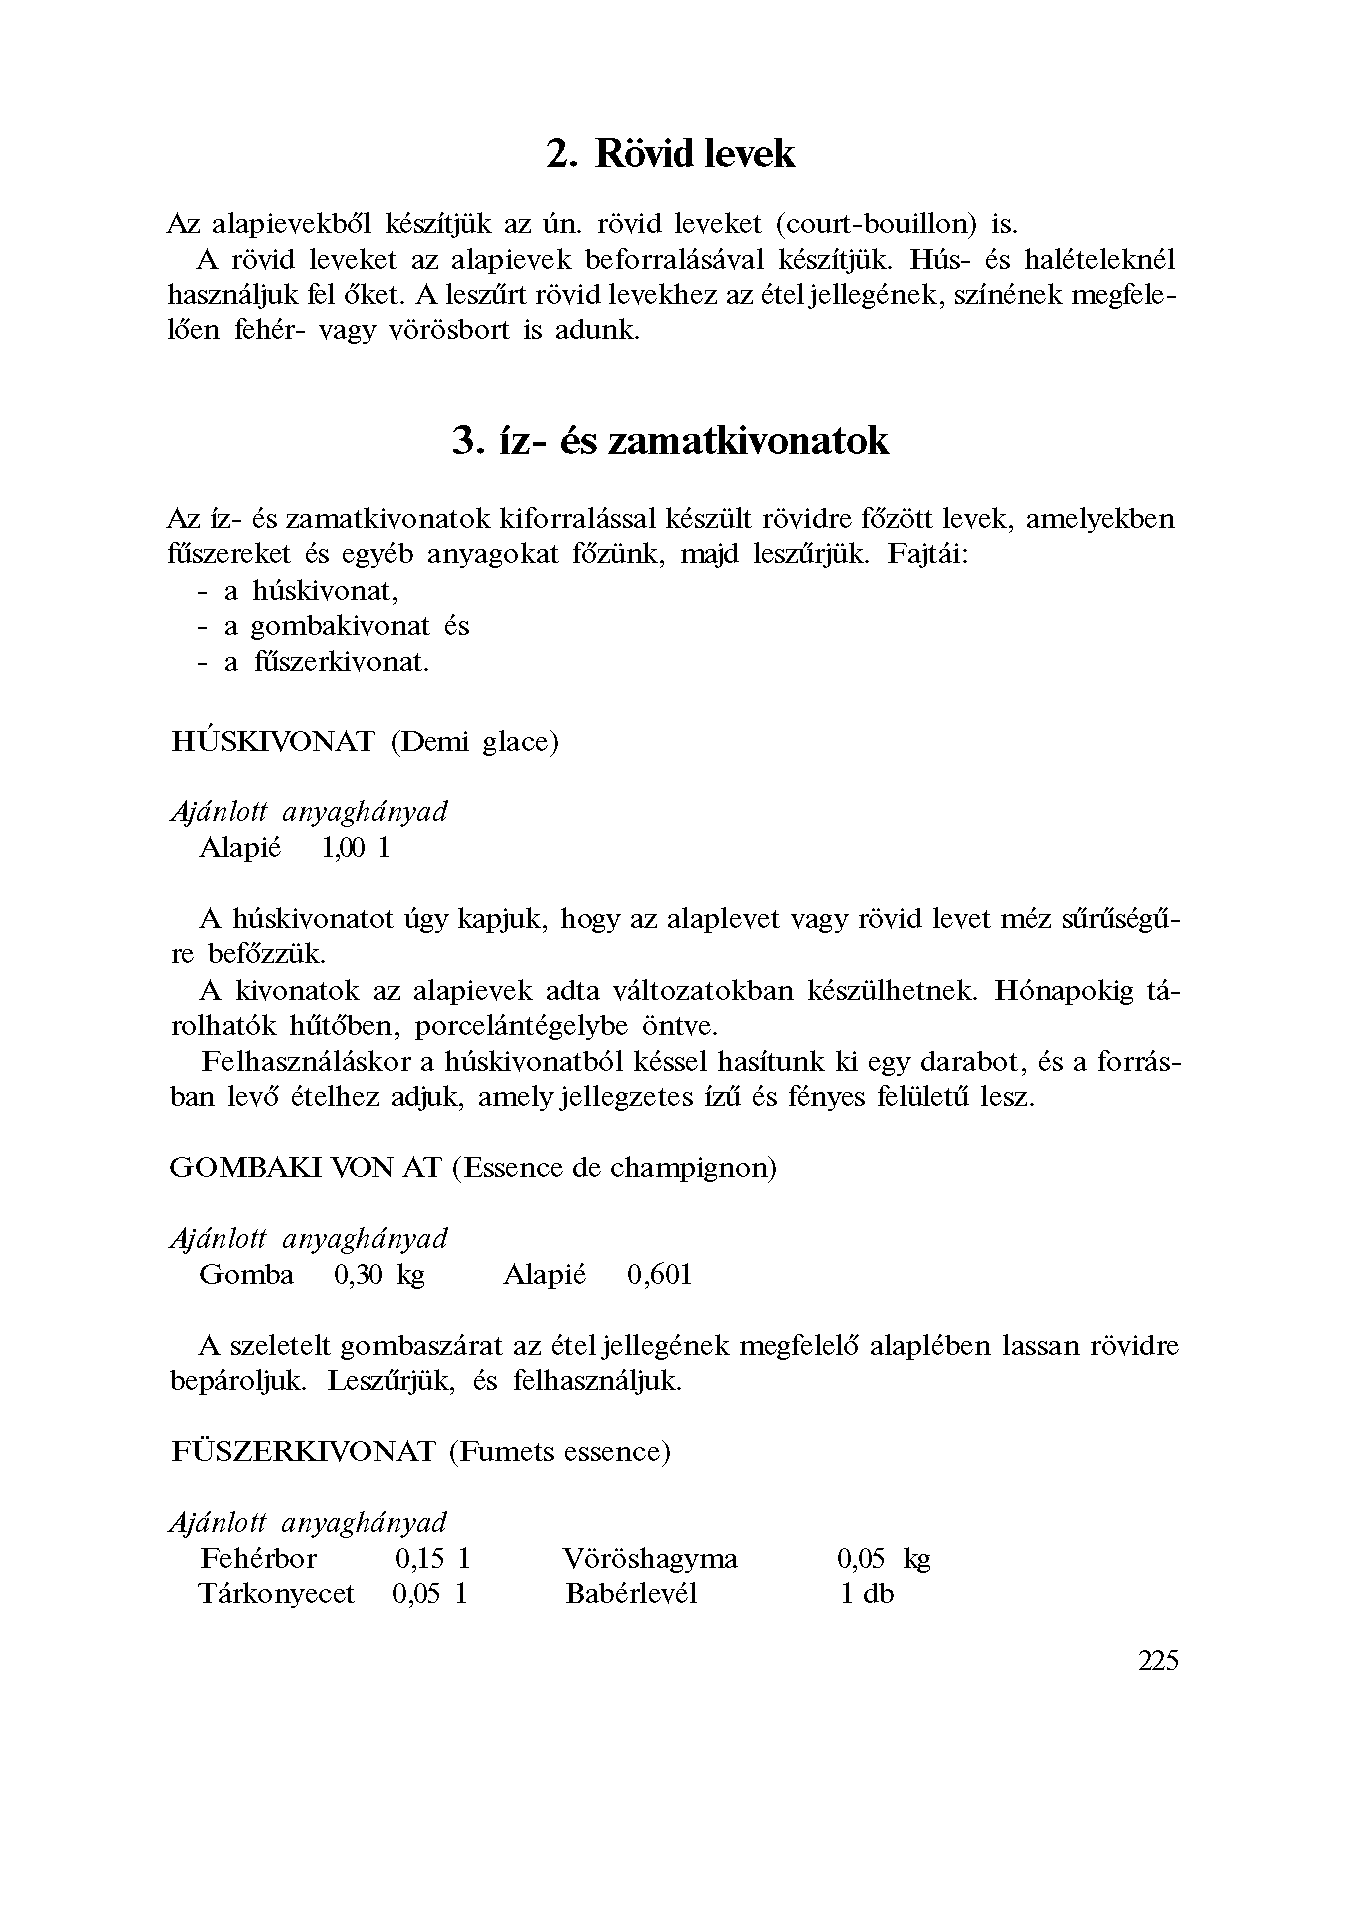 2. Rövid levek
Az alapievekből készítjük az ún. rövid leveket (court-bouillon) is.
A rövid leveket az alapievek beforralásával készítjük. Hús- és halételeknél
használjuk fel őket. A leszűrt rövid levekhez az étel jellegének, színének megfele-
lően fehér- vagy vörösbort is adunk.
3. íz- és zamatkivonatok
Az íz- és zamatkivonatok kiforralással készült rövidre főzött levek, amelyekben
fűszereket és egyéb anyagokat főzünk, majd leszűrjük. Fajtái:
- a húskivonat,
- a gombakivonat és
- a fűszerkivonat.
HÚSKIVONAT (Demi glace)
Ajánlott anyaghányad
Alapié 1,00 1
A húskivonatot úgy kapjuk, hogy az alaplevet vagy rövid levet méz sűrűségű-
re befőzzük.
A kivonatok az alapievek adta változatokban készülhetnek. Hónapokig tá-
rolhatók hűtőben, porcelántégelybe öntve.
Felhasználáskor a húskivonatból késsel hasítunk ki egy darabot, és a forrás-
ban levő ételhez adjuk, amely jellegzetes ízű és fényes felületű lesz.
GOMBAKI VON AT (Essence de champignon)
Ajánlott anyaghányad
Gomba 0,30 kg Alapié 0,601
A szeletelt gombaszárat az étel jellegének megfelelő alaplében lassan rövidre
bepároljuk. Leszűrjük, és felhasználjuk.
FÜSZERKIVONAT (Fumets essence)
Ajánlott anyaghányad
Fehérbor 0,15 1 Vöröshagyma 0,05 kg
Tárkonyecet 0,05 1 Babérlevél 1 db
225